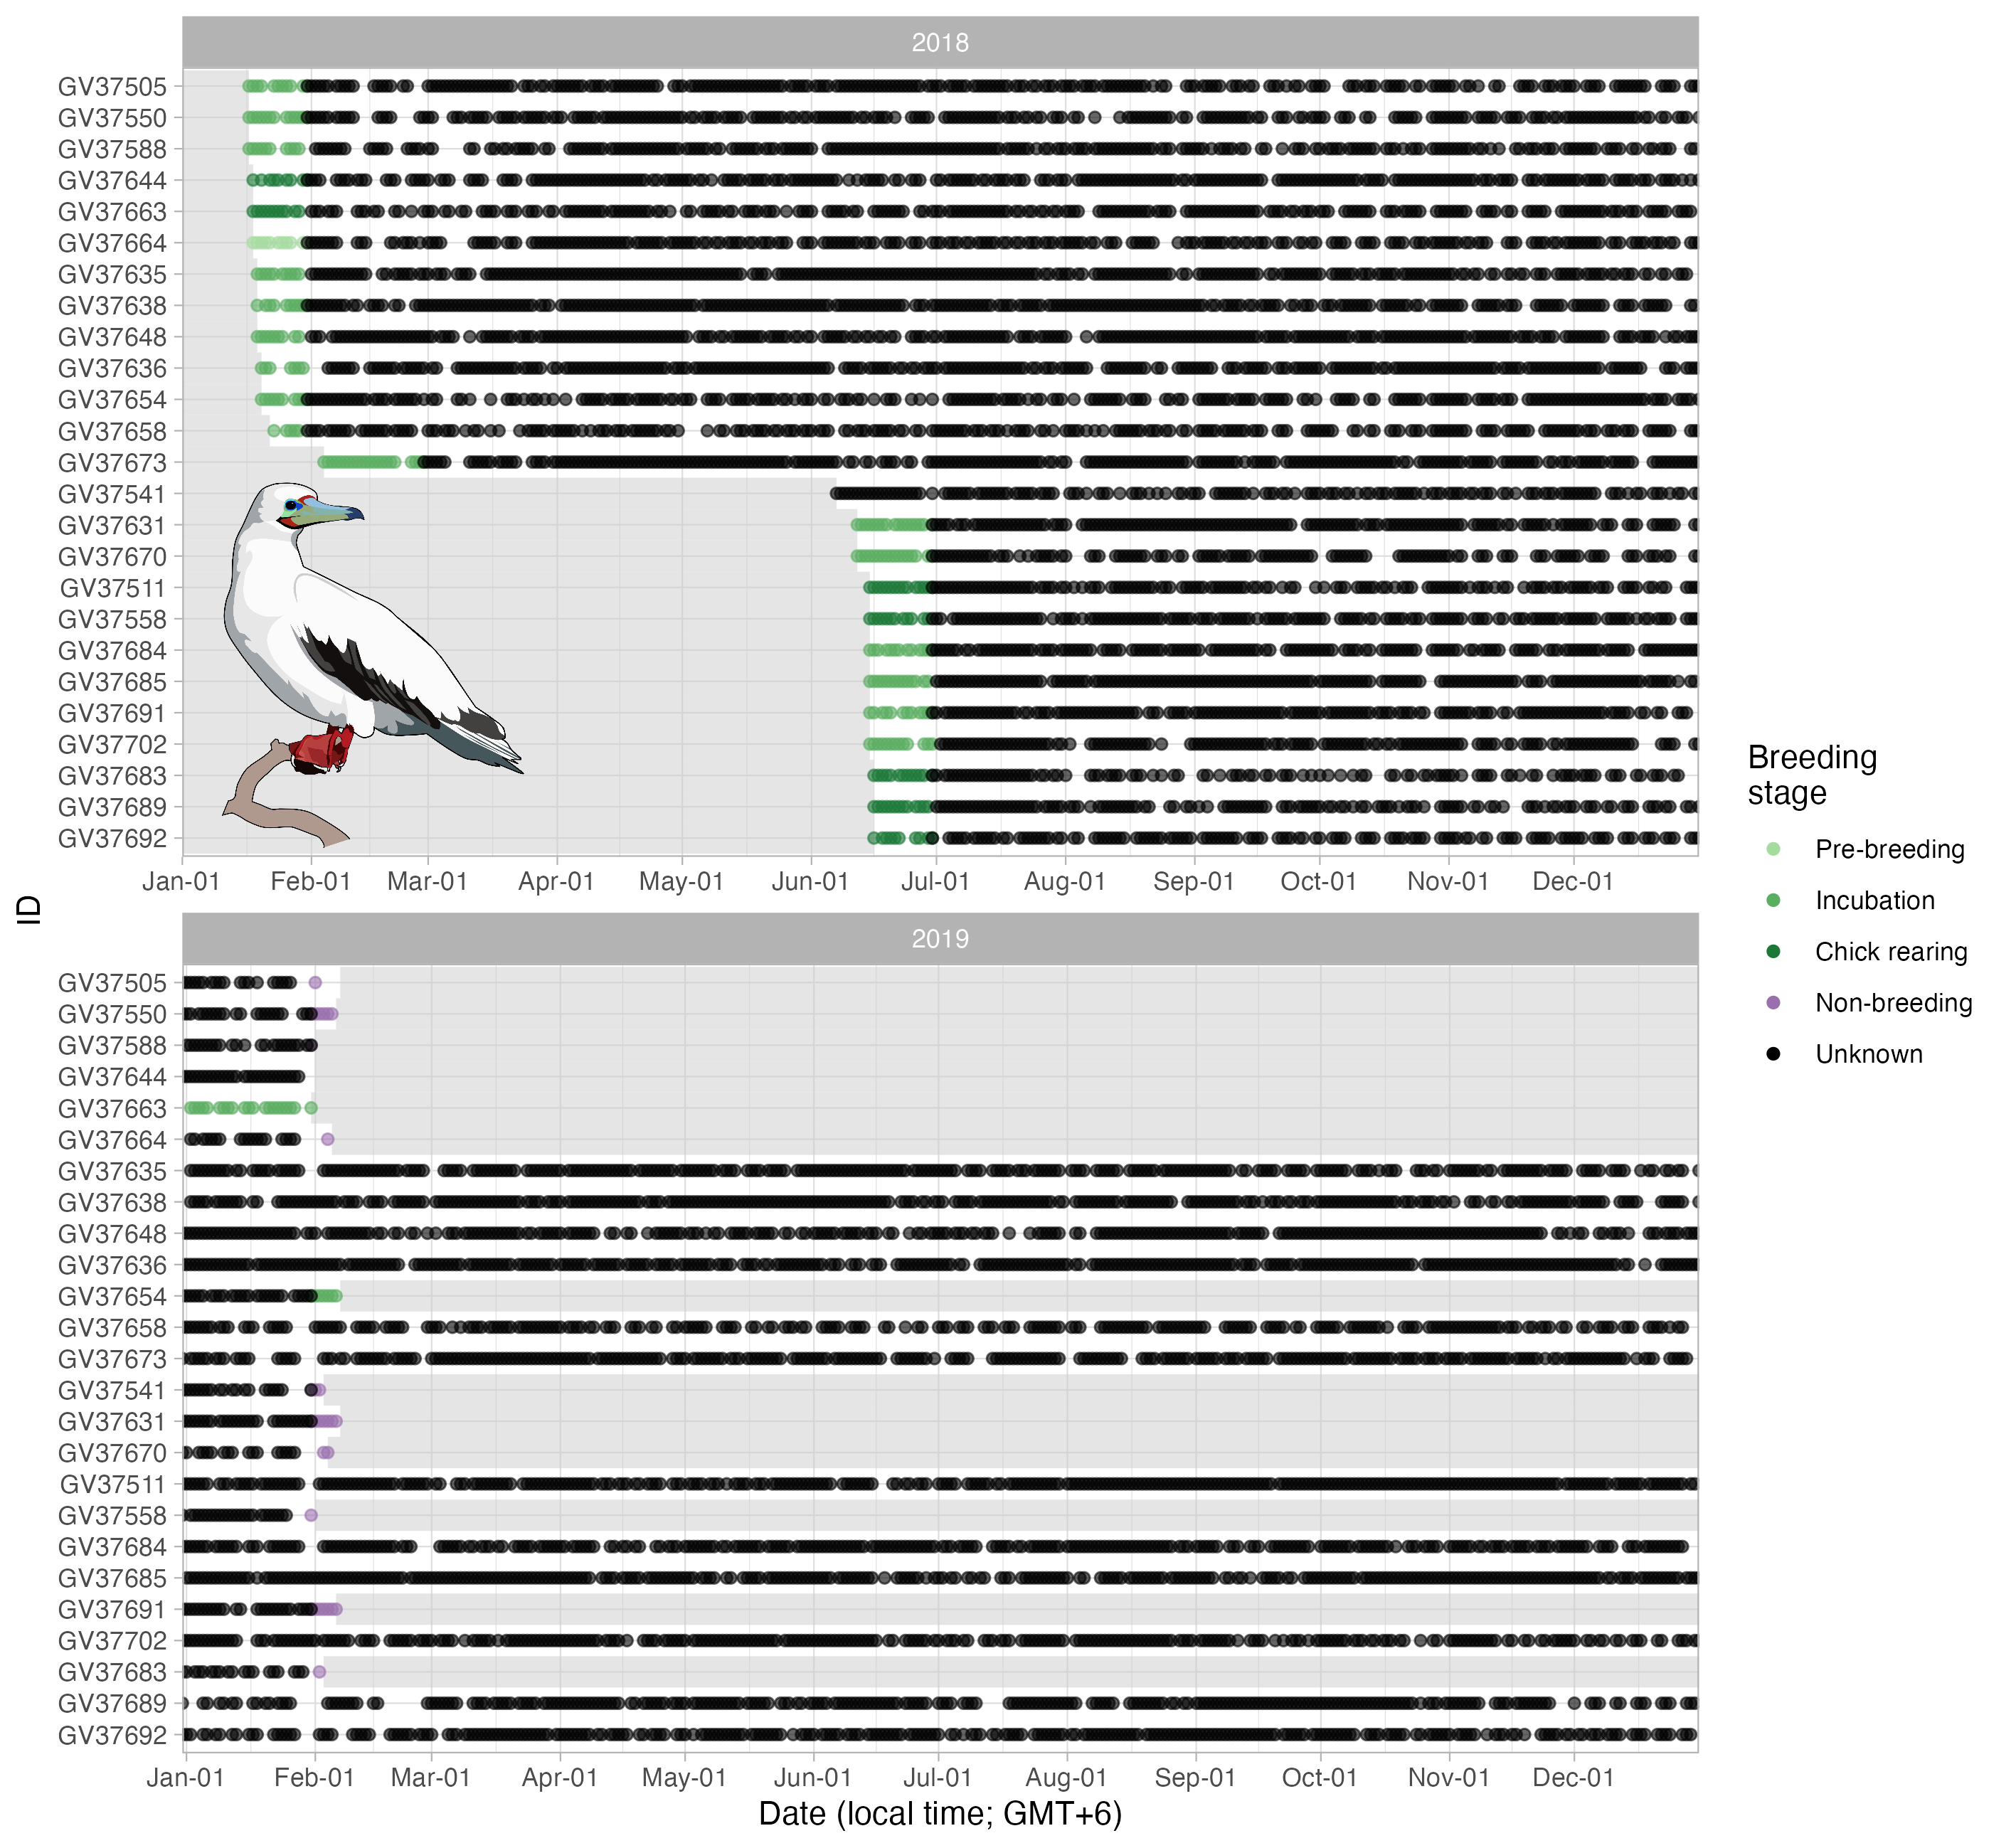 2018
GV37505
GV37550
GV37588
GV37644
GV37663
GV37664
GV37635
GV37638
GV37648
GV37636
GV37654
GV37658
GV37673
GV37541
GV37631
GV37670
GV37511
GV37558
GV37684
GV37685
GV37691
GV37702
GV37683
GV37689
GV37692
Jan-01 Feb-01 Mar-01 Apr-01 May-01 Jun-01 Jul-01 Aug-01 Sep-01 Oct-01 Nov-01 Dec-01
ID
2019
GV37505
GV37550
GV37588
GV37644
GV37663
GV37664
GV37635
GV37638
GV37648
GV37636
GV37654
GV37658
GV37673
GV37541
GV37631
GV37670
GV37511
GV37558
GV37684
GV37685
GV37691
GV37702
GV37683
GV37689
GV37692
Jan-01 Feb-01 Mar-01 Apr-01 May-01 Jun-01 Jul-01 Aug-01 Sep-01 Oct-01 Nov-01 Dec-01
Date (local time; GMT+6)
Breeding
stage
Pre-breeding
Incubation
Chick rearing
Non-breeding
Unknown